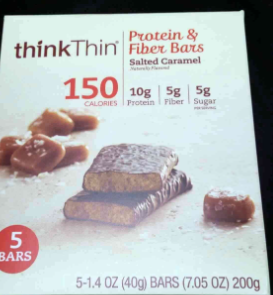 thinkThin
Protein &
Fiber Bars
Salted Caramel
Naturally Flavored
150
CALORIES
10g
Protein
5g
Fiber
5g
Sugar
5
BARS
5-1.4 OZ (40g) BARS (7.05 OZ) 200g